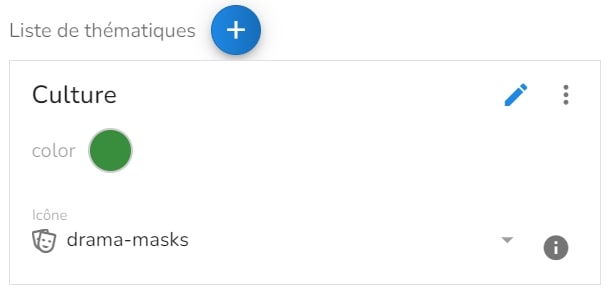 Liste de thématiques
Culture
color
Icône
drama-masks